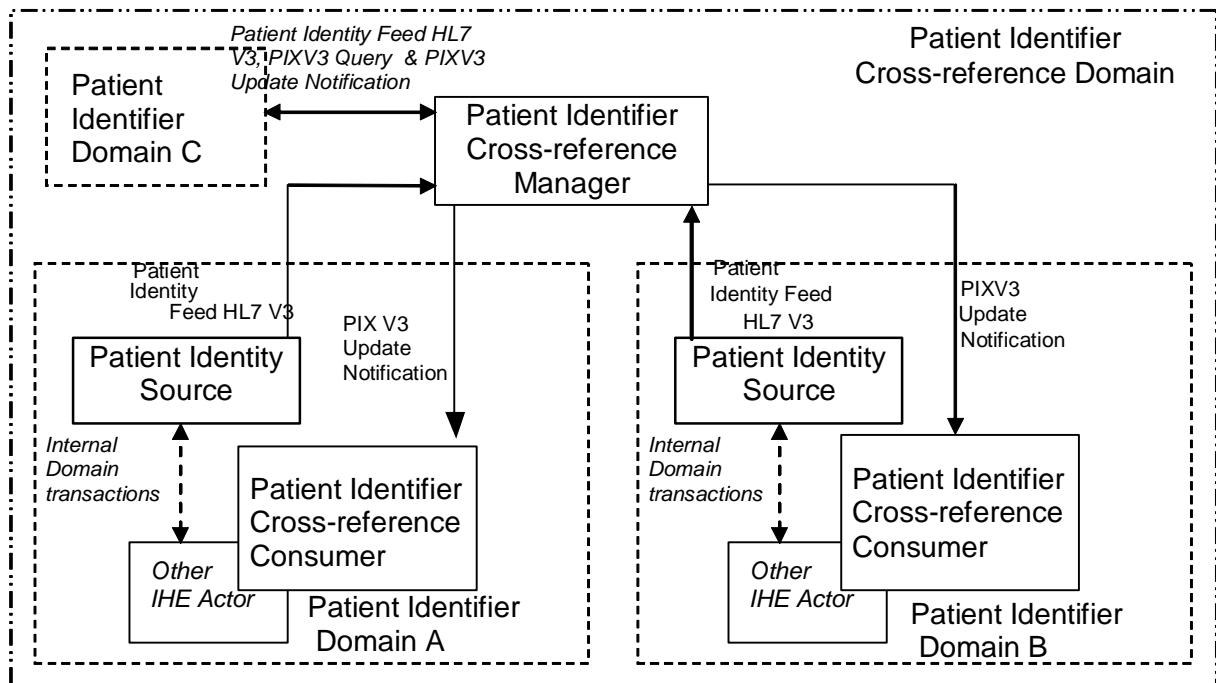 Patient Identity Feed HL7
V3, PIXV3 Query & PIXV3
Update Notification
Patient Identifier
Cross-reference Domain
Patient
Identifier
Domain C
Patient Identifier
Cross-reference
Manager
Patient
Identity
Feed HL7 V3
PIX V3
Update
Notification
Patient Identity
Source
Internal
Domain
transactions
Patient Identifier
Cross-reference
Consumer
Other
IHE Actor
Patient Identifier
Domain A
Patient
Identity Feed
HL7 V3
PIXV3
Update
Notification
Patient Identity
Source
Internal
Domain
transactions
Patient Identifier
Cross-reference
Consumer
Other
IHE Actor
Patient Identifier
Domain B